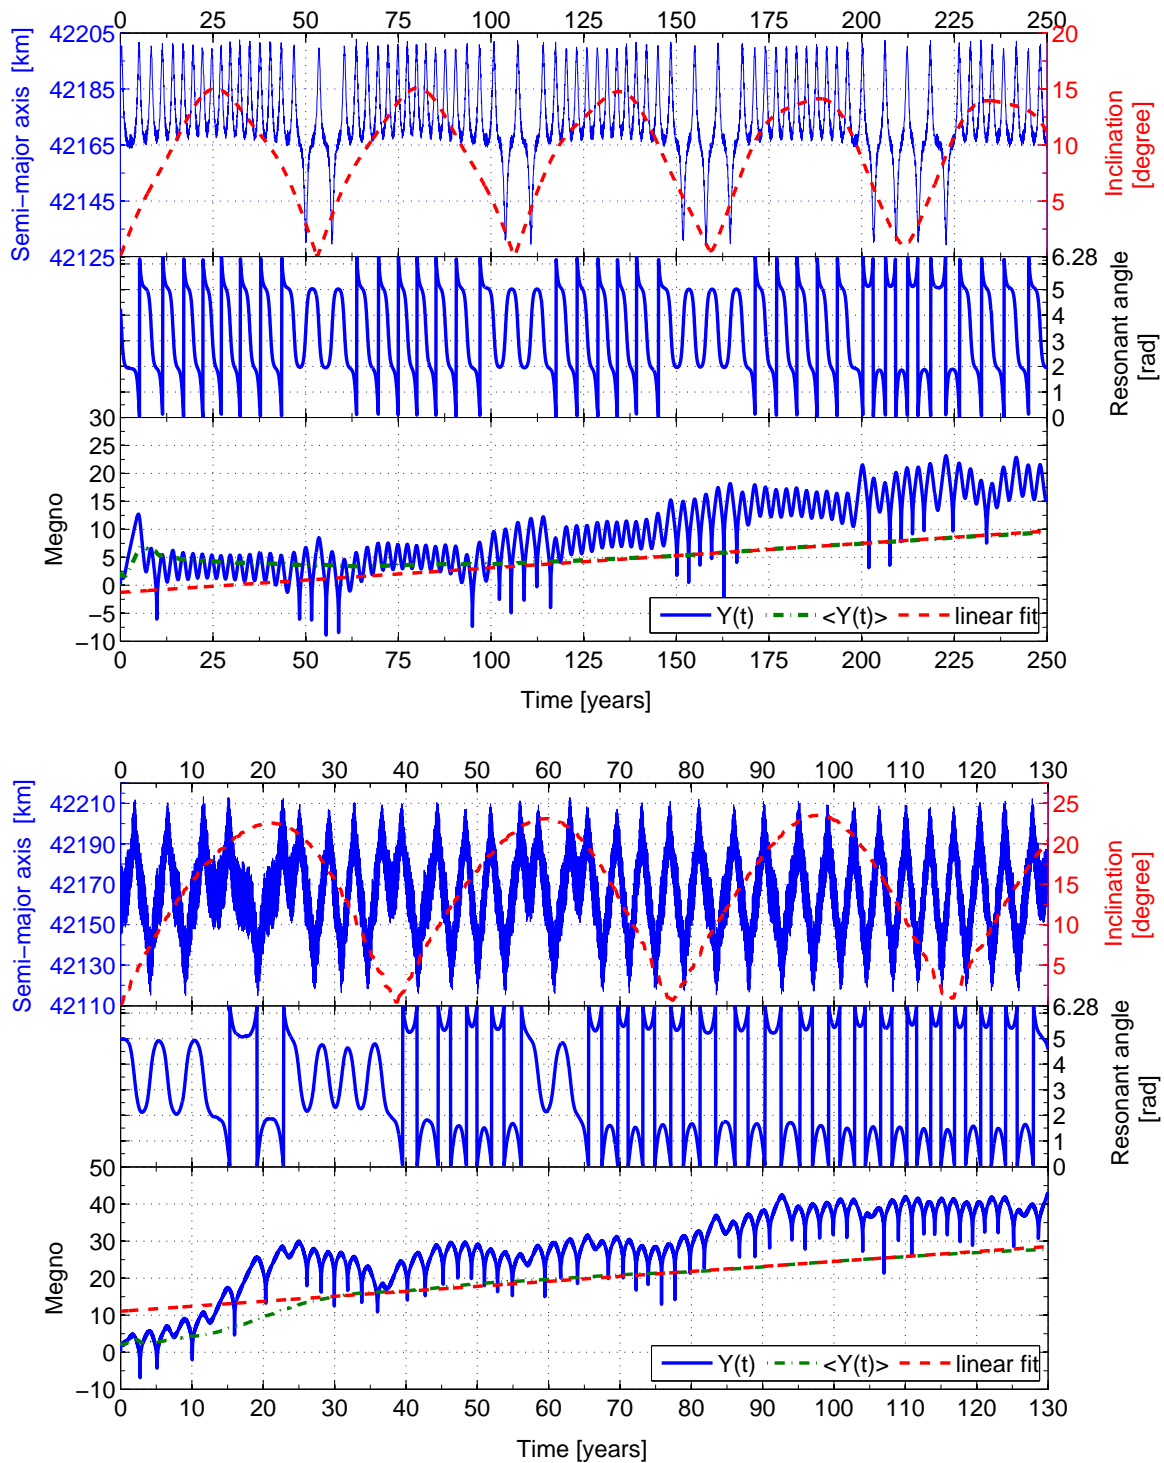 0 25 50 75 100 125 150 175 200 225 250
42205
42185
42165
42145
42125
Semi−major axis [km]
20
15
10
5
Inclination
[degree]
6.28
5
4
3
2
1
0
Resonant angle
[rad]
30
25
20
15
10
5
0
−5
−10
Megno
Y(t) <Y(t)> linear fit
0 25 50 75 100 125 150 175 200 225 250
Time [years]
0 10 20 30 40 50 60 70 80 90 100 110 120 130
42210
42190
42170
42150
42130
42110
Semi−major axis [km]
25
20
15
10
5
Inclination
[degree]
6.28
5
4
3
2
1
0
Resonant angle
[rad]
50
40
30
20
10
0
−10
Megno
Y(t) <Y(t)> linear fit
0 10 20 30 40 50 60 70 80 90 100 110 120 130
Time [years]